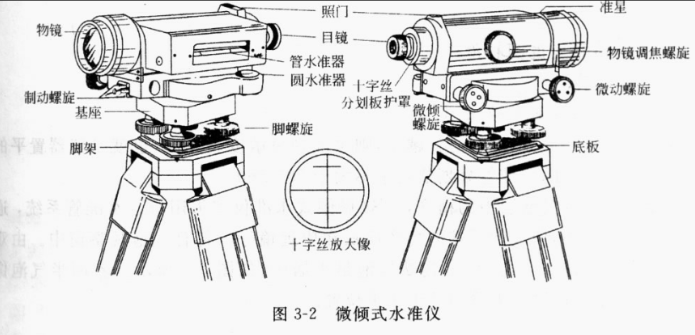 照门
准星
物镜
目镜
物镜调焦螺旋
管水准器
圆水准器
十字丝
分划板护罩
制动螺旋
微动螺旋
基座
微倾
螺旋
脚螺旋
脚架
底板
置平的
十字丝放大像
图 3-2 微倾式水准仪